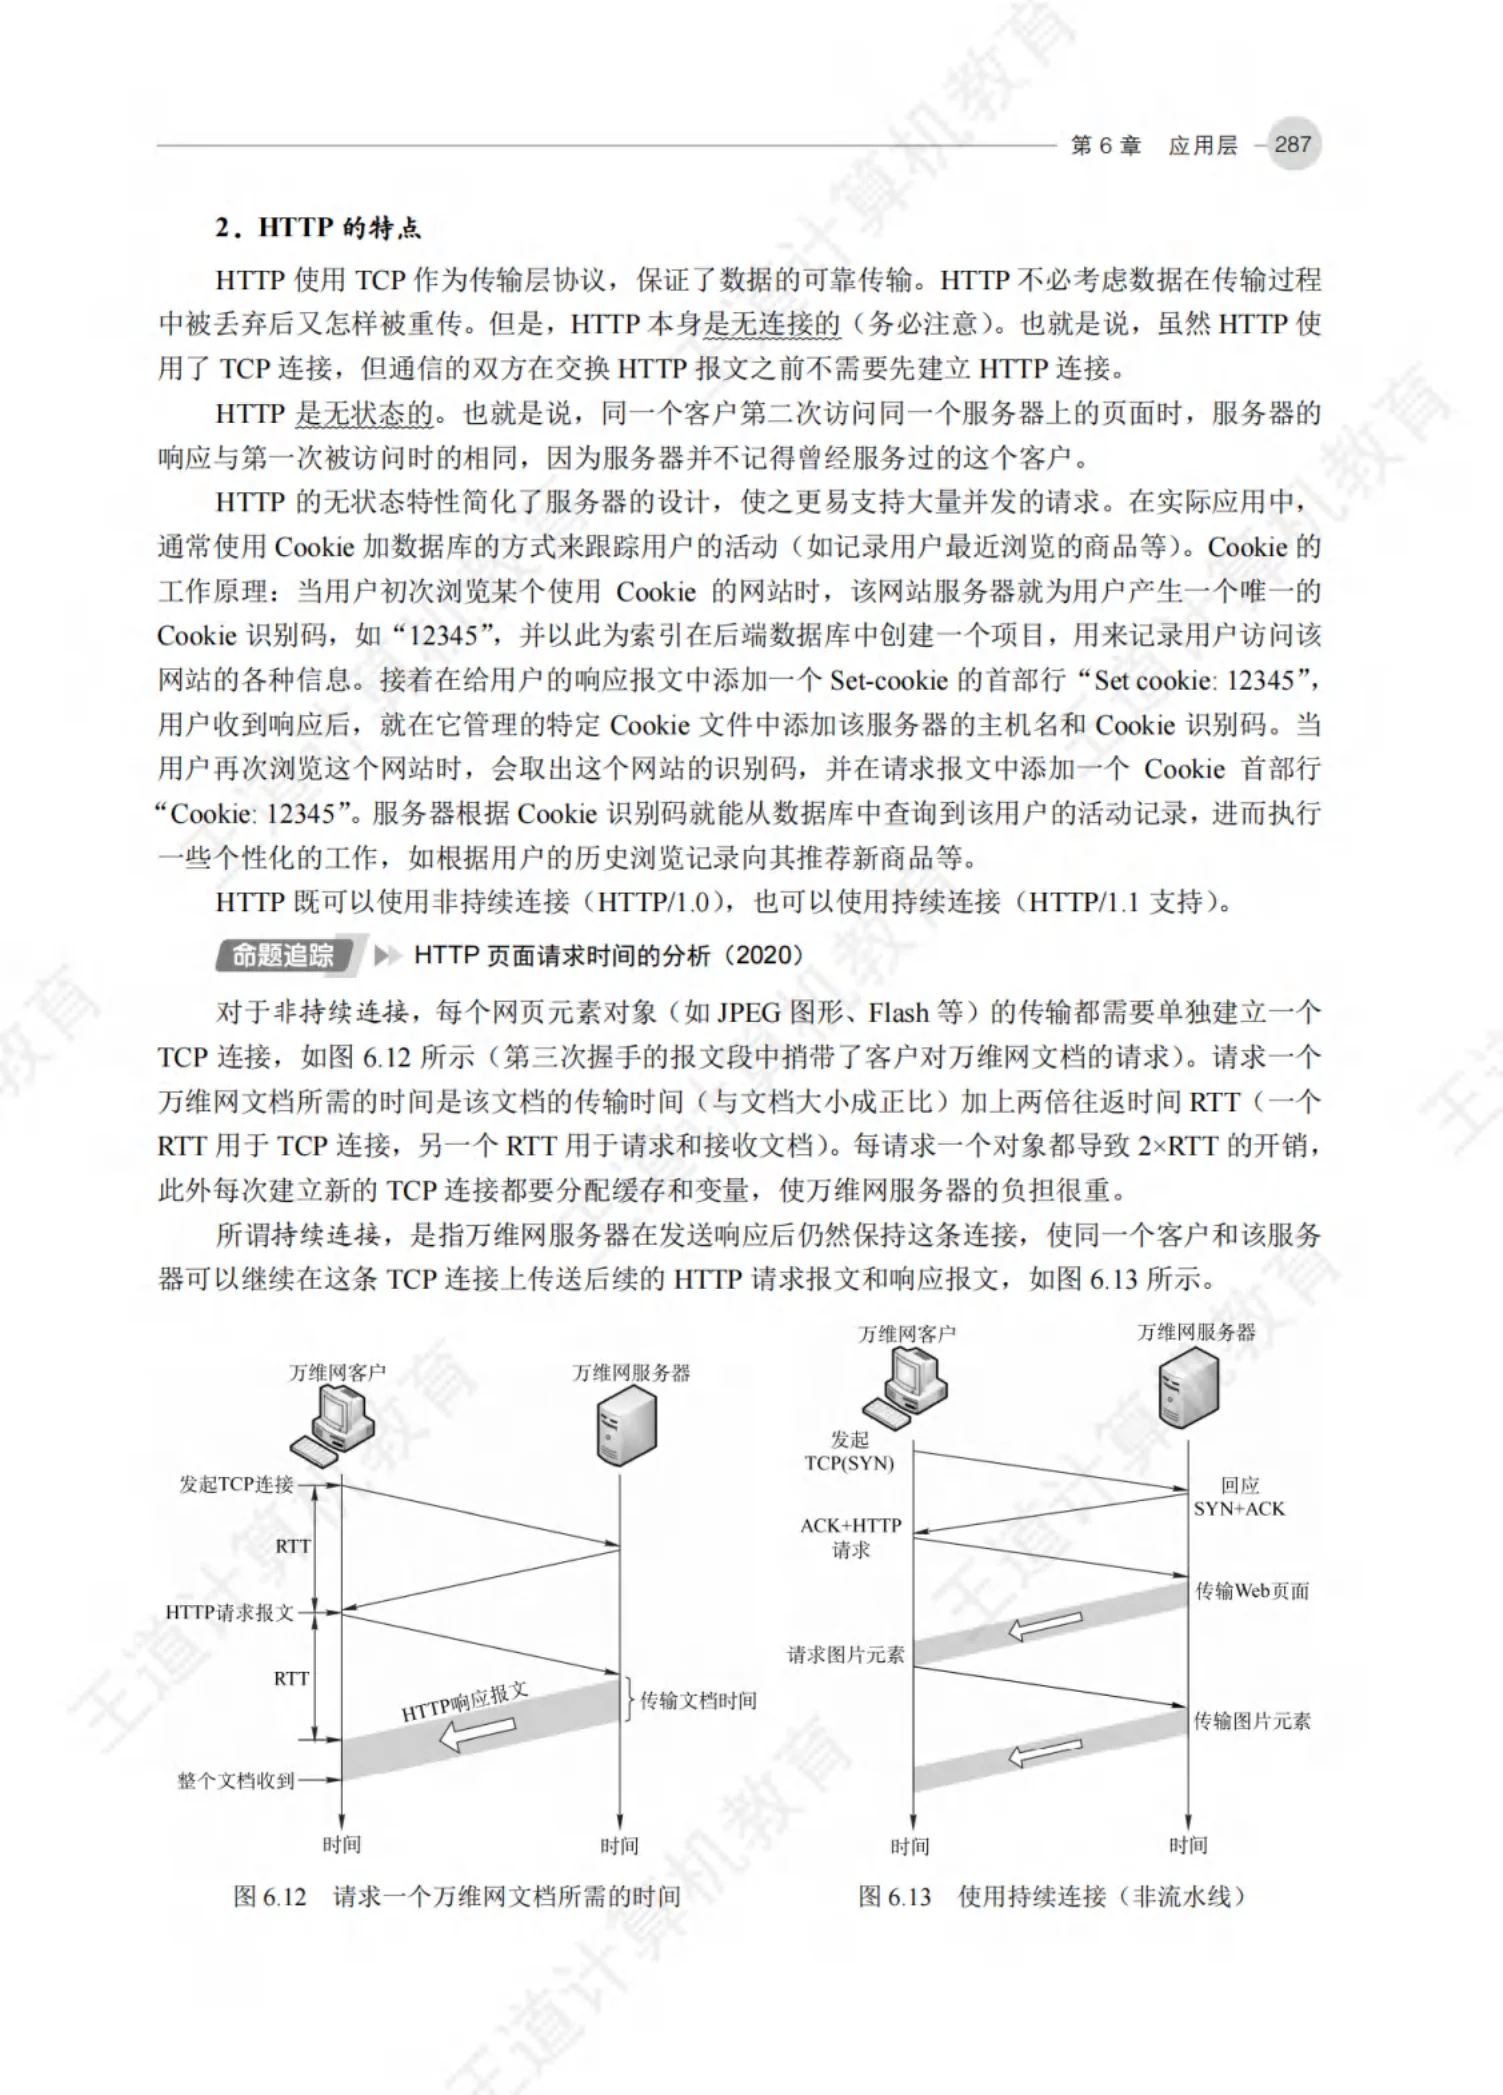 第 6 章 应用层 287
2．HTTP 的特点
HTTP 使用 TCP 作为传输层协议，保证了数据的可靠传输。HTTP 不必考虑数据在传输过程
中被丢弃后又怎样被重传。但是，HTTP 本身是无连接的（务必注意）。也就是说，虽然 HTTP 使
用了 TCP 连接，但通信的双方在交换 HTTP 报文之前不需要先建立 HTTP 连接。
HTTP 是无状态的。也就是说，同一个客户第二次访问同一个服务器上的页面时，服务器的
响应与第一次被访问时的相同，因为服务器并不记得曾经服务过的这个客户。
HTTP 的无状态特性简化了服务器的设计，使之更易支持大量并发的请求。在实际应用中，
通常使用 Cookie 加数据库的方式来跟踪用户的活动（如记录用户最近浏览的商品等）。Cookie 的
工作原理：当用户初次浏览某个使用 Cookie 的网站时，该网站服务器就为用户产生一个唯一的
Cookie 识别码，如“12345”，并以此为索引在后端数据库中创建一个项目，用来记录用户访问该
网站的各种信息。接着在给用户的响应报文中添加一个 Set-cookie 的首部行“Set cookie: 12345”，
用户收到响应后，就在它管理的特定 Cookie 文件中添加该服务器的主机名和 Cookie 识别码。当
用户再次浏览这个网站时，会取出这个网站的识别码，并在请求报文中添加一个 Cookie 首部行
“Cookie: 12345”。服务器根据 Cookie 识别码就能从数据库中查询到该用户的活动记录，进而执行
一些个性化的工作，如根据用户的历史浏览记录向其推荐新商品等。
HTTP 既可以使用非持续连接（HTTP/1.0），也可以使用持续连接（HTTP/1.1 支持）。
命题追踪 HTTP 页面请求时间的分析（2020）
对于非持续连接，每个网页元素对象（如 JPEG 图形、Flash 等）的传输都需要单独建立一个
TCP 连接，如图 6.12 所示（第三次握手的报文段中捎带了客户对万维网文档的请求）。请求一个
万维网文档所需的时间是该文档的传输时间（与文档大小成正比）加上两倍往返时间 RTT（一个
RTT 用于 TCP 连接，另一个 RTT 用于请求和接收文档）。每请求一个对象都导致 2×RTT 的开销，
此外每次建立新的 TCP 连接都要分配缓存和变量，使万维网服务器的负担很重。
所谓持续连接，是指万维网服务器在发送响应后仍然保持这条连接，使同一个客户和该服务
器可以继续在这条 TCP 连接上传送后续的 HTTP 请求报文和响应报文，如图 6.13 所示。
万维网客户
万维网服务器
发起TCP连接
RTT
HTTP请求报文
RTT
HTTP响应报文
传输文档时间
整个文档收到
时间
时间
图 6.12 请求一个万维网文档所需的时间
万维网客户
万维网服务器
发起
TCP(SYN)
回应
SYN+ACK
ACK+HTTP
请求
传输Web页面
请求图片元素
传输图片元素
时间
时间
图 6.13 使用持续连接（非流水线）
王道计算机教育